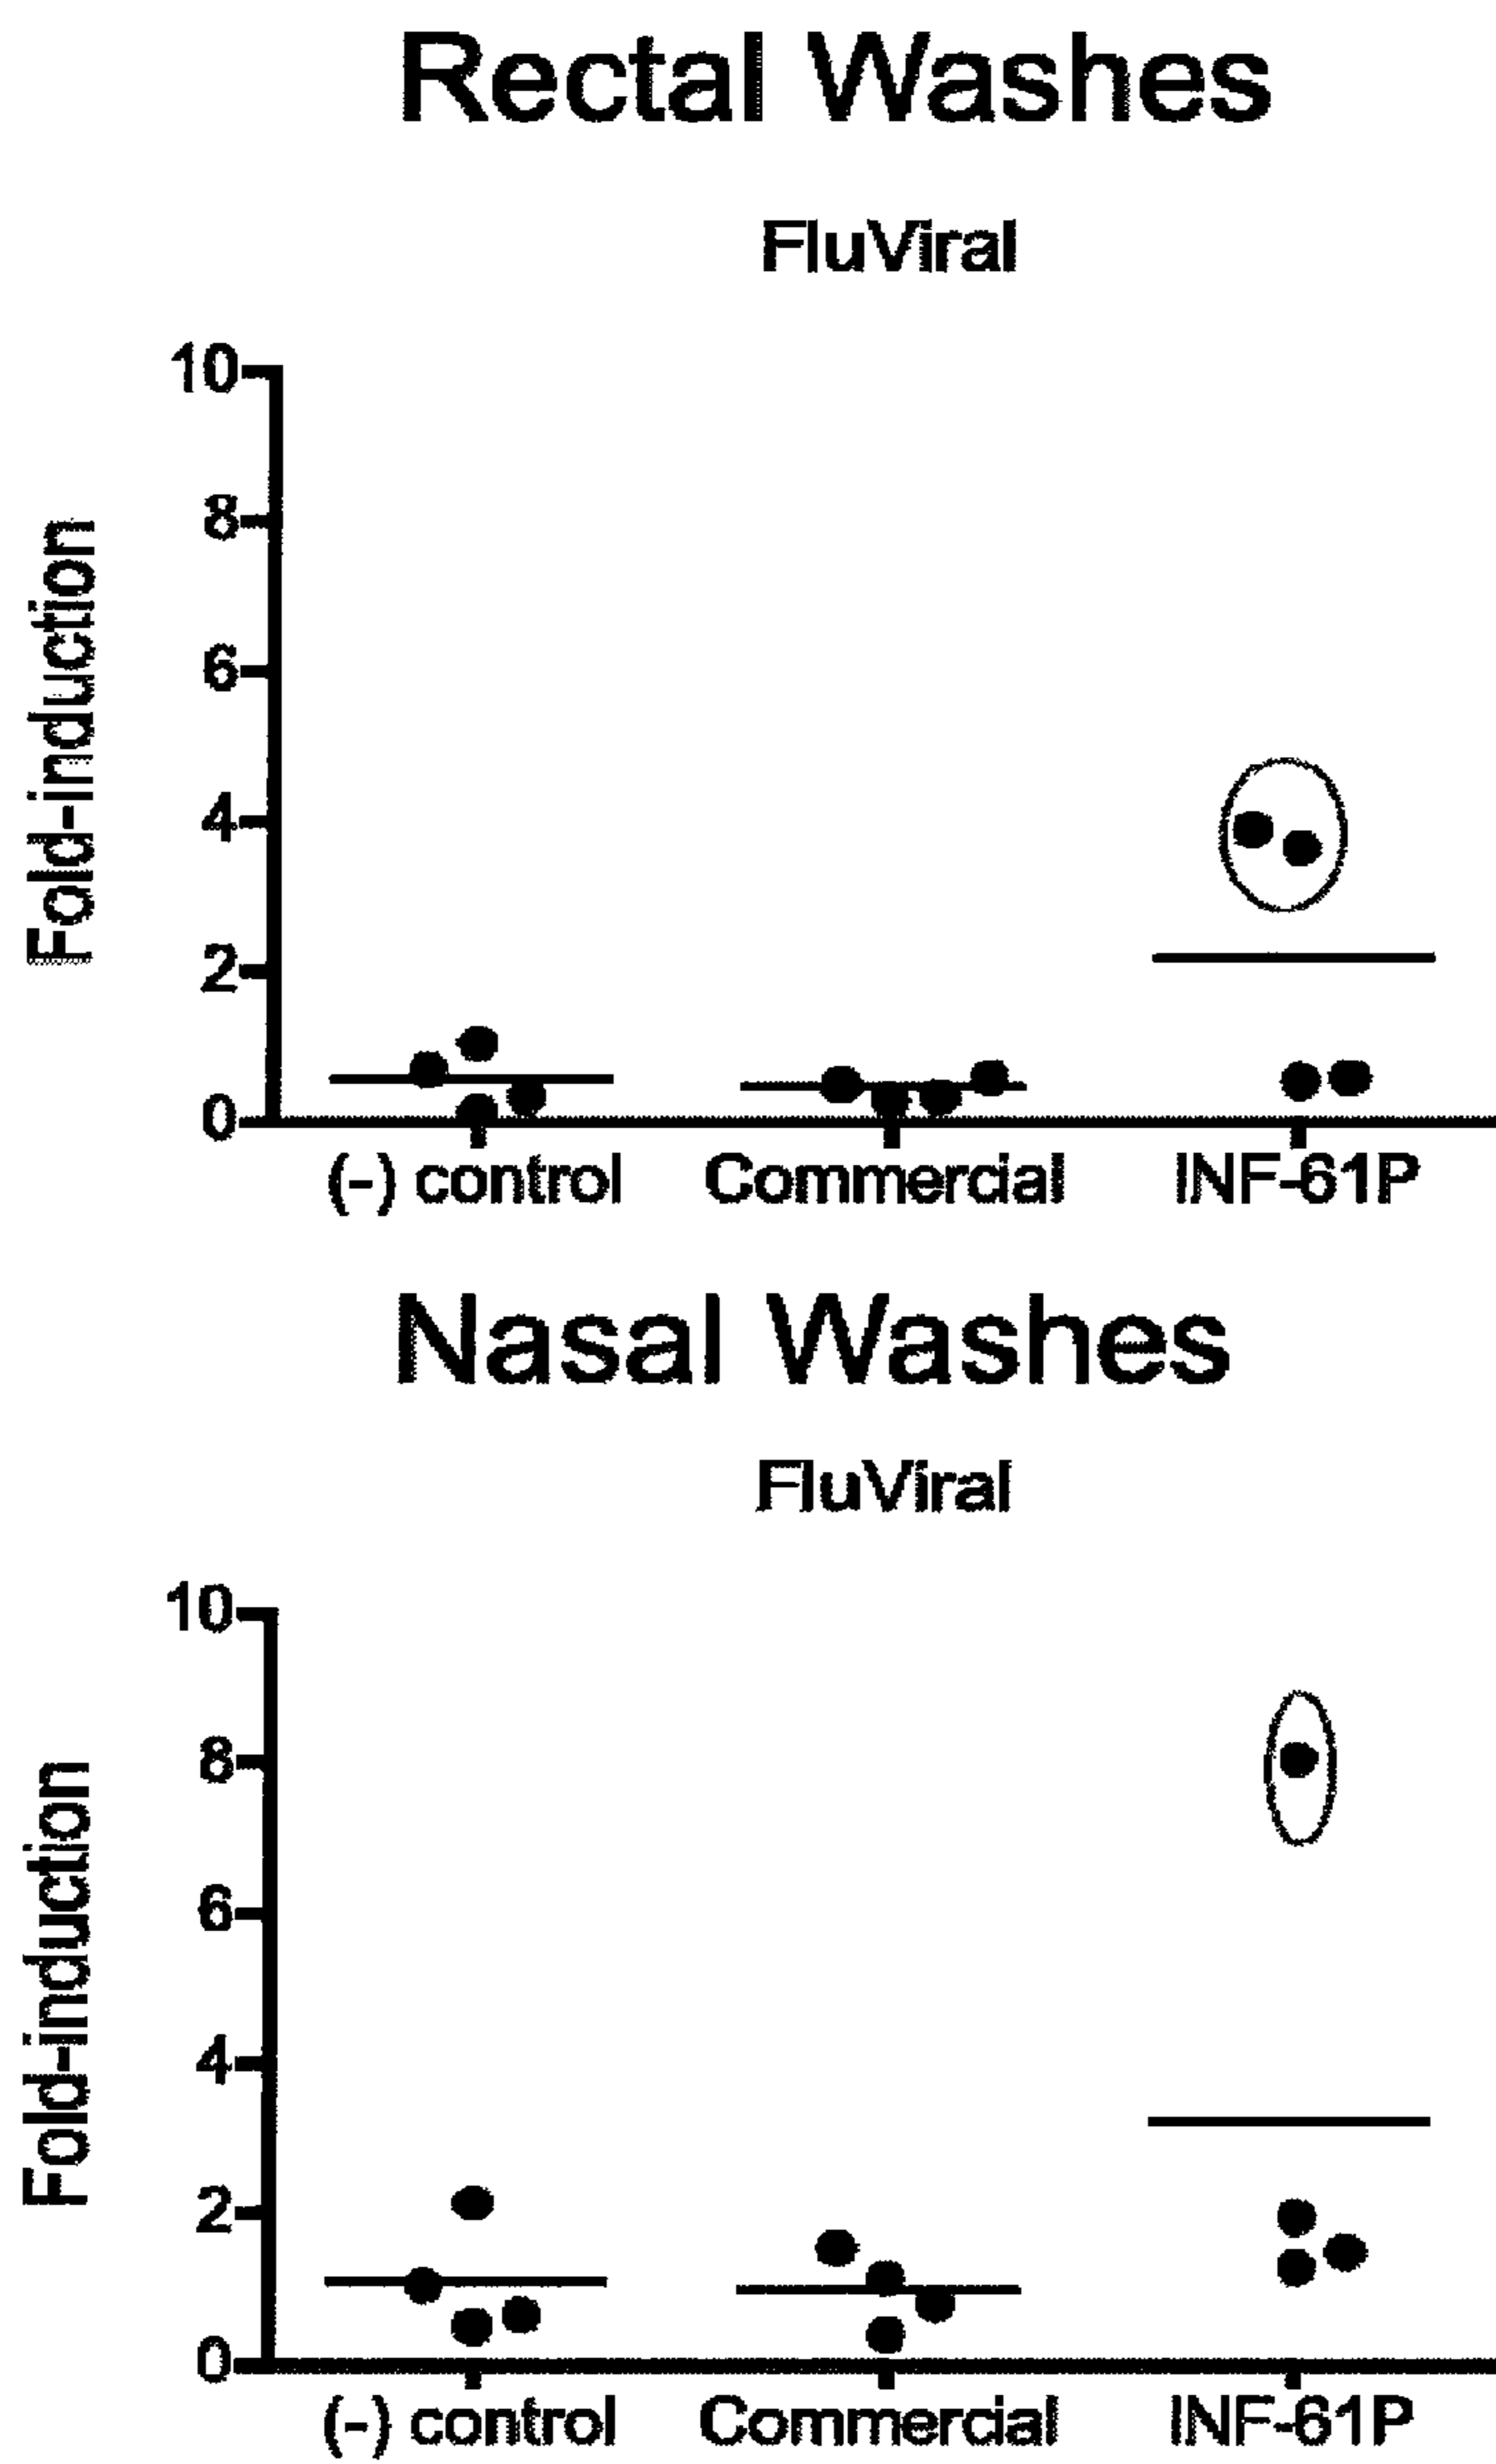 Rectal Washes
FluViral
Fold-induction
10
8
6
4
2
0
(-) control Commercial INF-61P
Nasal Washes
FluViral
Fold-induction
10
8
6
4
2
0
(-) control Commercial INF-61P